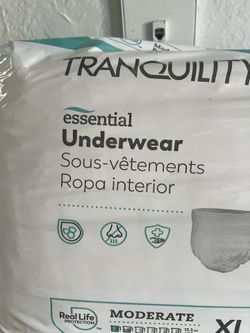 TRANQUILITY
essential
Underwear
Sous-vêtements
Ropa interior
Real Life
PROTECTION
MODERATE
XL